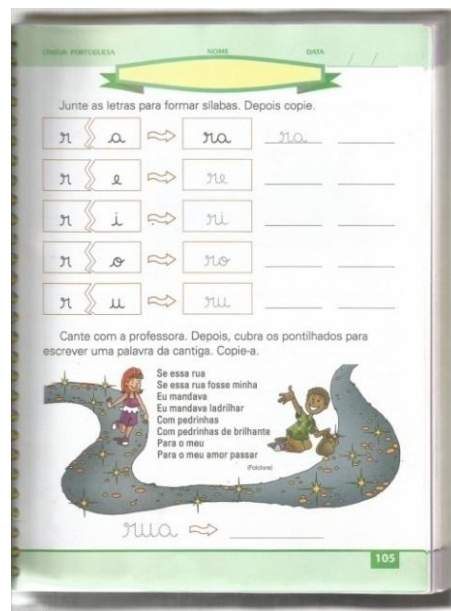 LÍNGUA PORTUGUESA NOME DATA / /
Junte as letras para formar sílabas. Depois copie.
r a ra ra
r e re
r i ri
r o ro
r u ru
Cante com a professora. Depois, cubra os pontilhados para
escrever uma palavra da cantiga. Copie-a.
Se essa rua
Se essa rua fosse minha
Eu mandava
Eu mandava ladrilhar
Com pedrinhas
Com pedrinhas de brilhante
Para o meu
Para o meu amor passar
(Folclore)
rua
105